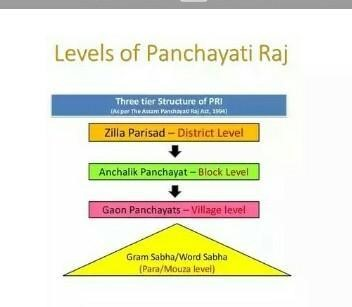 Levels of Panchayati Raj
Three tier Structure of PRI
(As per The Assam Panchayati Raj Act, 1994)
Zilla Parisad – District Level
Anchalik Panchayat – Block Level
Gaon Panchayats – Village level
Gram Sabha/Word Sabha
(Para/Mouza level)